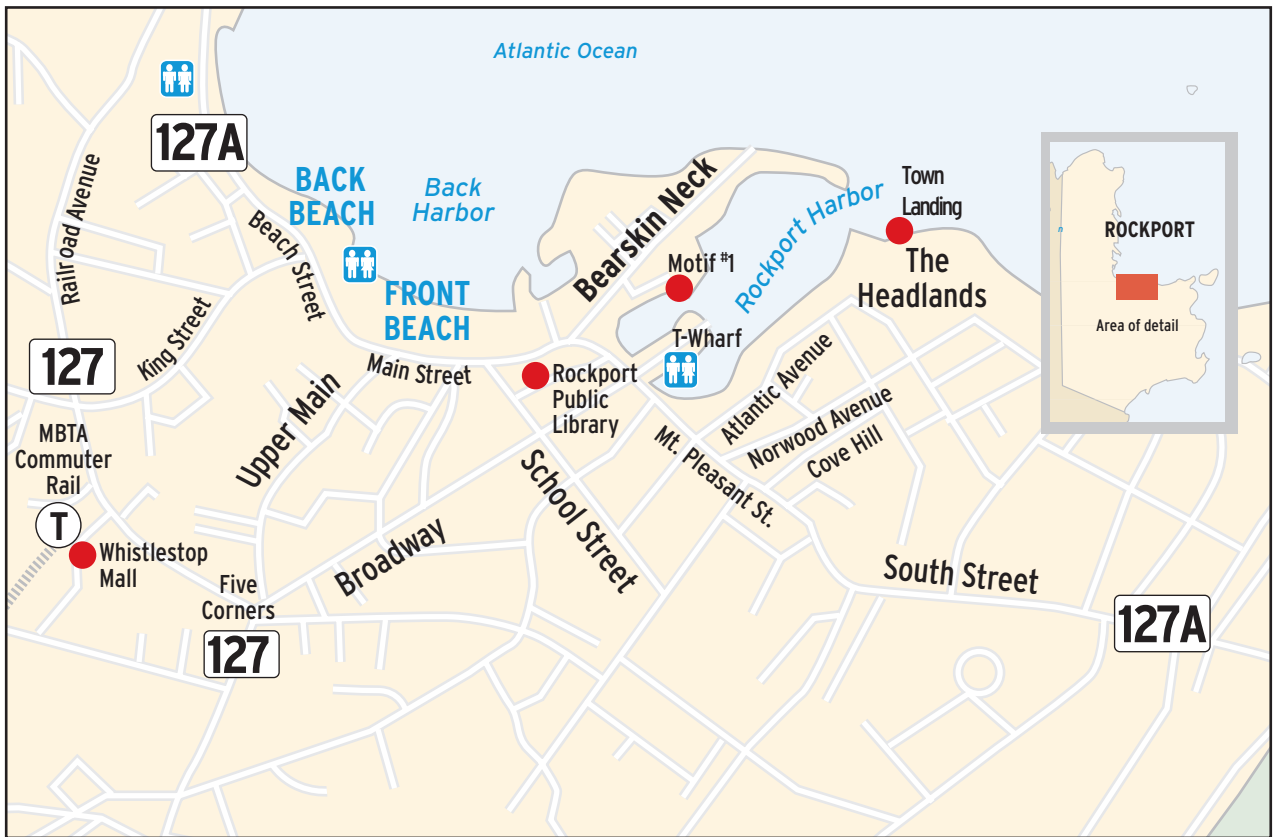 Atlantic Ocean
127A
Railroad Avenue
BACK
BEACH
Back
Harbor
Beach Street
FRONT
BEACH
Bearskin Neck
Motif #1
Rockport Harbor
Town
Landing
The
Headlands
ROCKPORT
Area of detail
King Street
127
Main Street
T-Wharf
Rockport
Public
Library
Upper Main
Atlantic Avenue
Norwood Avenue
Cove Hill
Mt. Pleasant St.
MBTA
Commuter
Rail
T
Whistlestop
Mall
School Street
Broadway
Five
Corners
127
South Street
127A